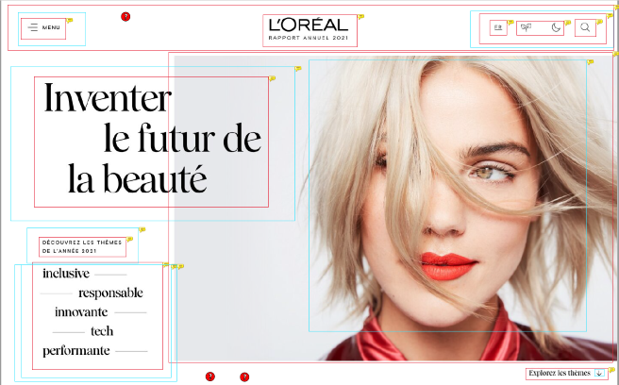 MENU
L'ORÉAL
RAPPORT ANNUEL 2021
FR
Inventer
le futur de
la beauté
DÉCOUVREZ LES THÈMES
DE L'ANNÉE 2021
inclusive
responsable
innovante
tech
performante
Explorez les thèmes